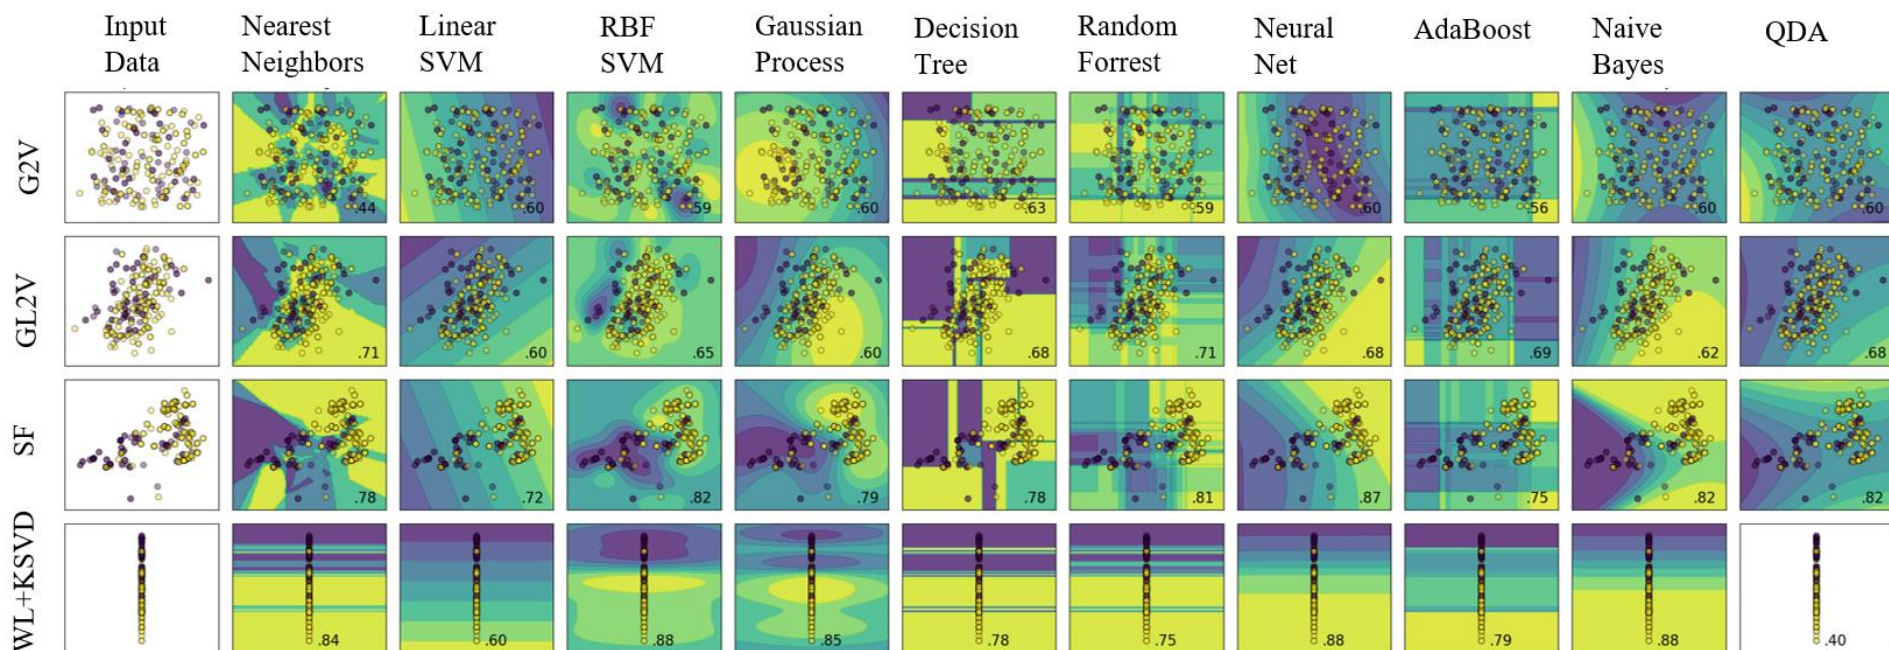 Input Data
Nearest Neighbors
Linear SVM
RBF SVM
Gaussian Process
Decision Tree
Random Forrest
Neural Net
AdaBoost
Naive Bayes
QDA
G2V
.44
.60
.59
.60
.63
.59
.60
.56
.60
.60
GL2V
.71
.60
.65
.60
.68
.71
.68
.69
.62
.68
SF
.78
.72
.82
.79
.78
.81
.87
.75
.82
.82
WL+KSVD
.84
.60
.88
.85
.78
.75
.88
.79
.88
.40